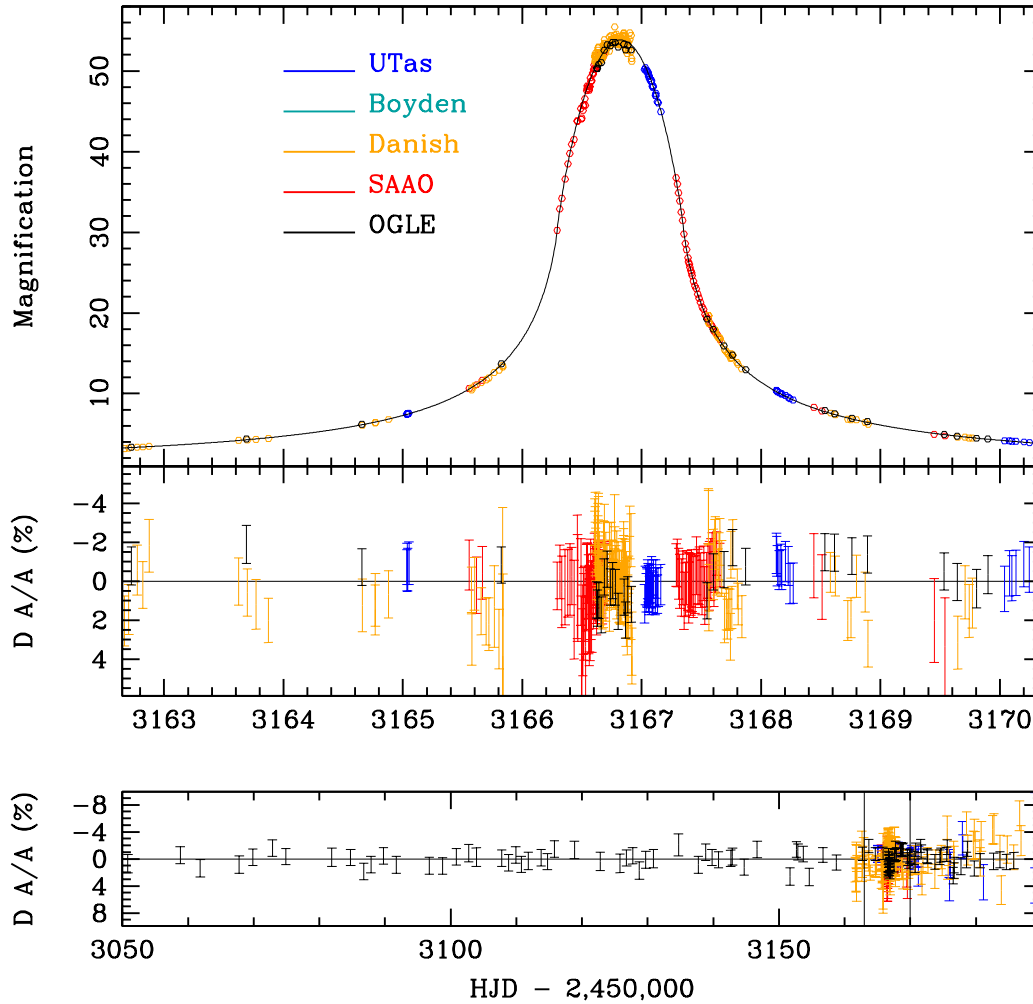 50
40
30
20
10
Magnification
UTas
Boyden
Danish
SAAO
OGLE
−4
−2
0
2
4
D A/A (%)
3163 3164 3165 3166 3167 3168 3169 3170
−8
−4
0
4
8
D A/A (%)
3050 3100 3150
HJD − 2,450,000